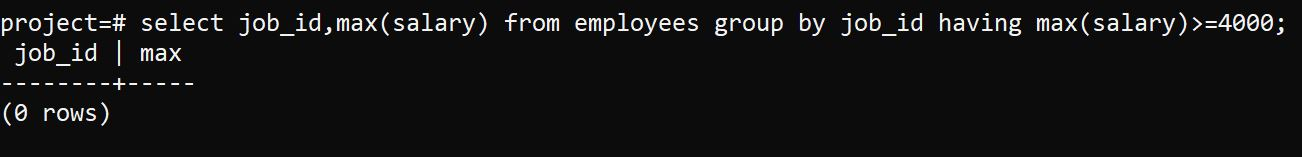 project=# select job_id,max(salary) from employees group by job_id having max(salary)>=4000;
 job_id | max
--------+-----
(0 rows)